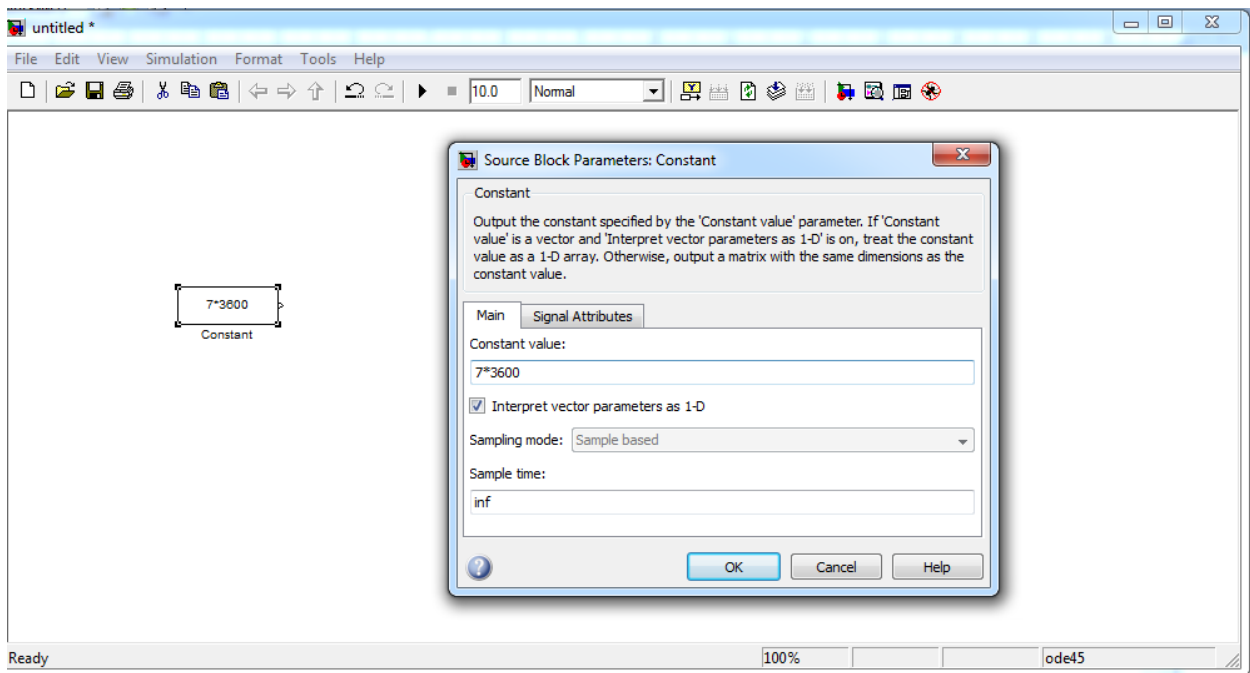 untitled *
File Edit View Simulation Format Tools Help
10.0 Normal
Source Block Parameters: Constant
Constant
Output the constant specified by the 'Constant value' parameter. If 'Constant
value' is a vector and 'Interpret vector parameters as 1-D' is on, treat the constant
value as a 1-D array. Otherwise, output a matrix with the same dimensions as the
constant value.
7*3600
Constant
Main Signal Attributes
Constant value:
7*3600
Interpret vector parameters as 1-D
Sampling mode: Sample based
Sample time:
inf
OK Cancel Help
Ready 100% ode45